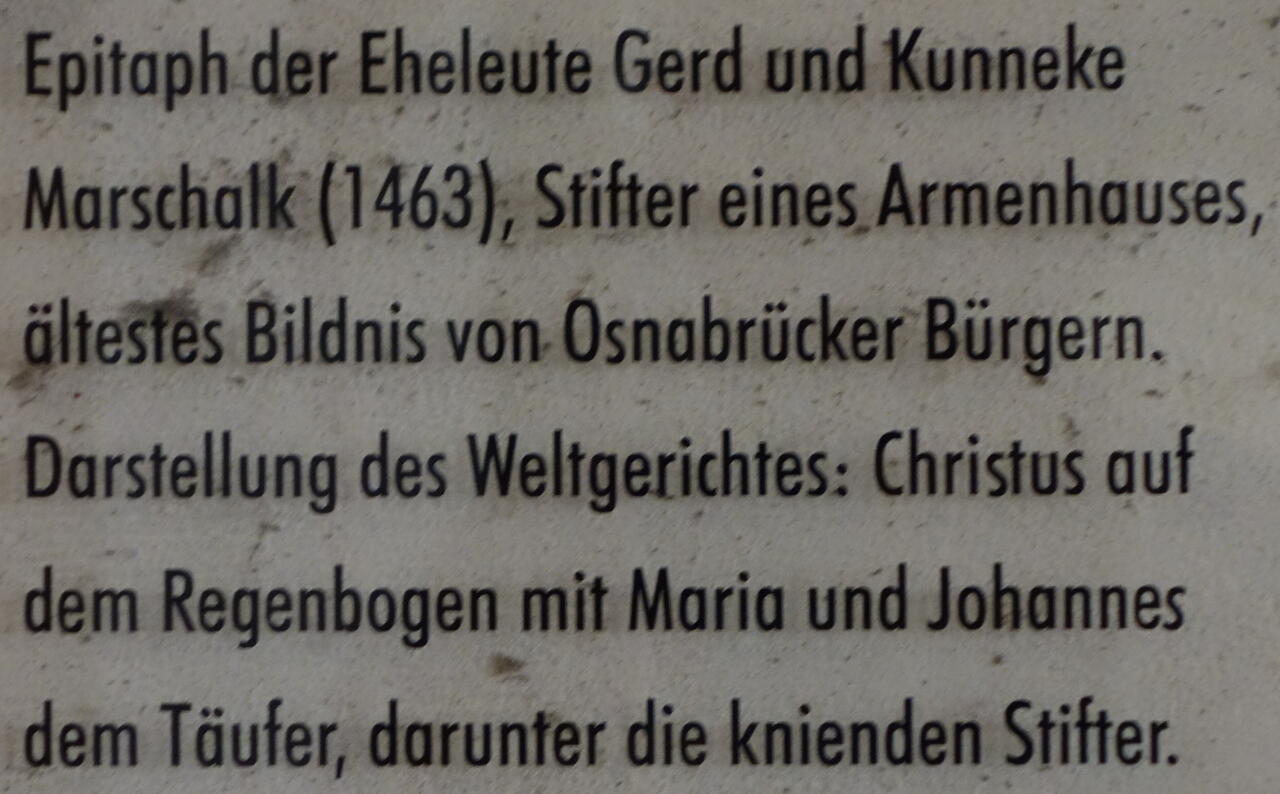 Epitaph der Eheleute Gerd und Kunneke
Marschalk (1463), Stifter eines Armenhauses,
ältestes Bildnis von Osnabrücker Bürgern.
Darstellung des Weltgerichtes: Christus auf
dem Regenbogen mit Maria und Johannes
dem Täufer, darunter die knienden Stifter.